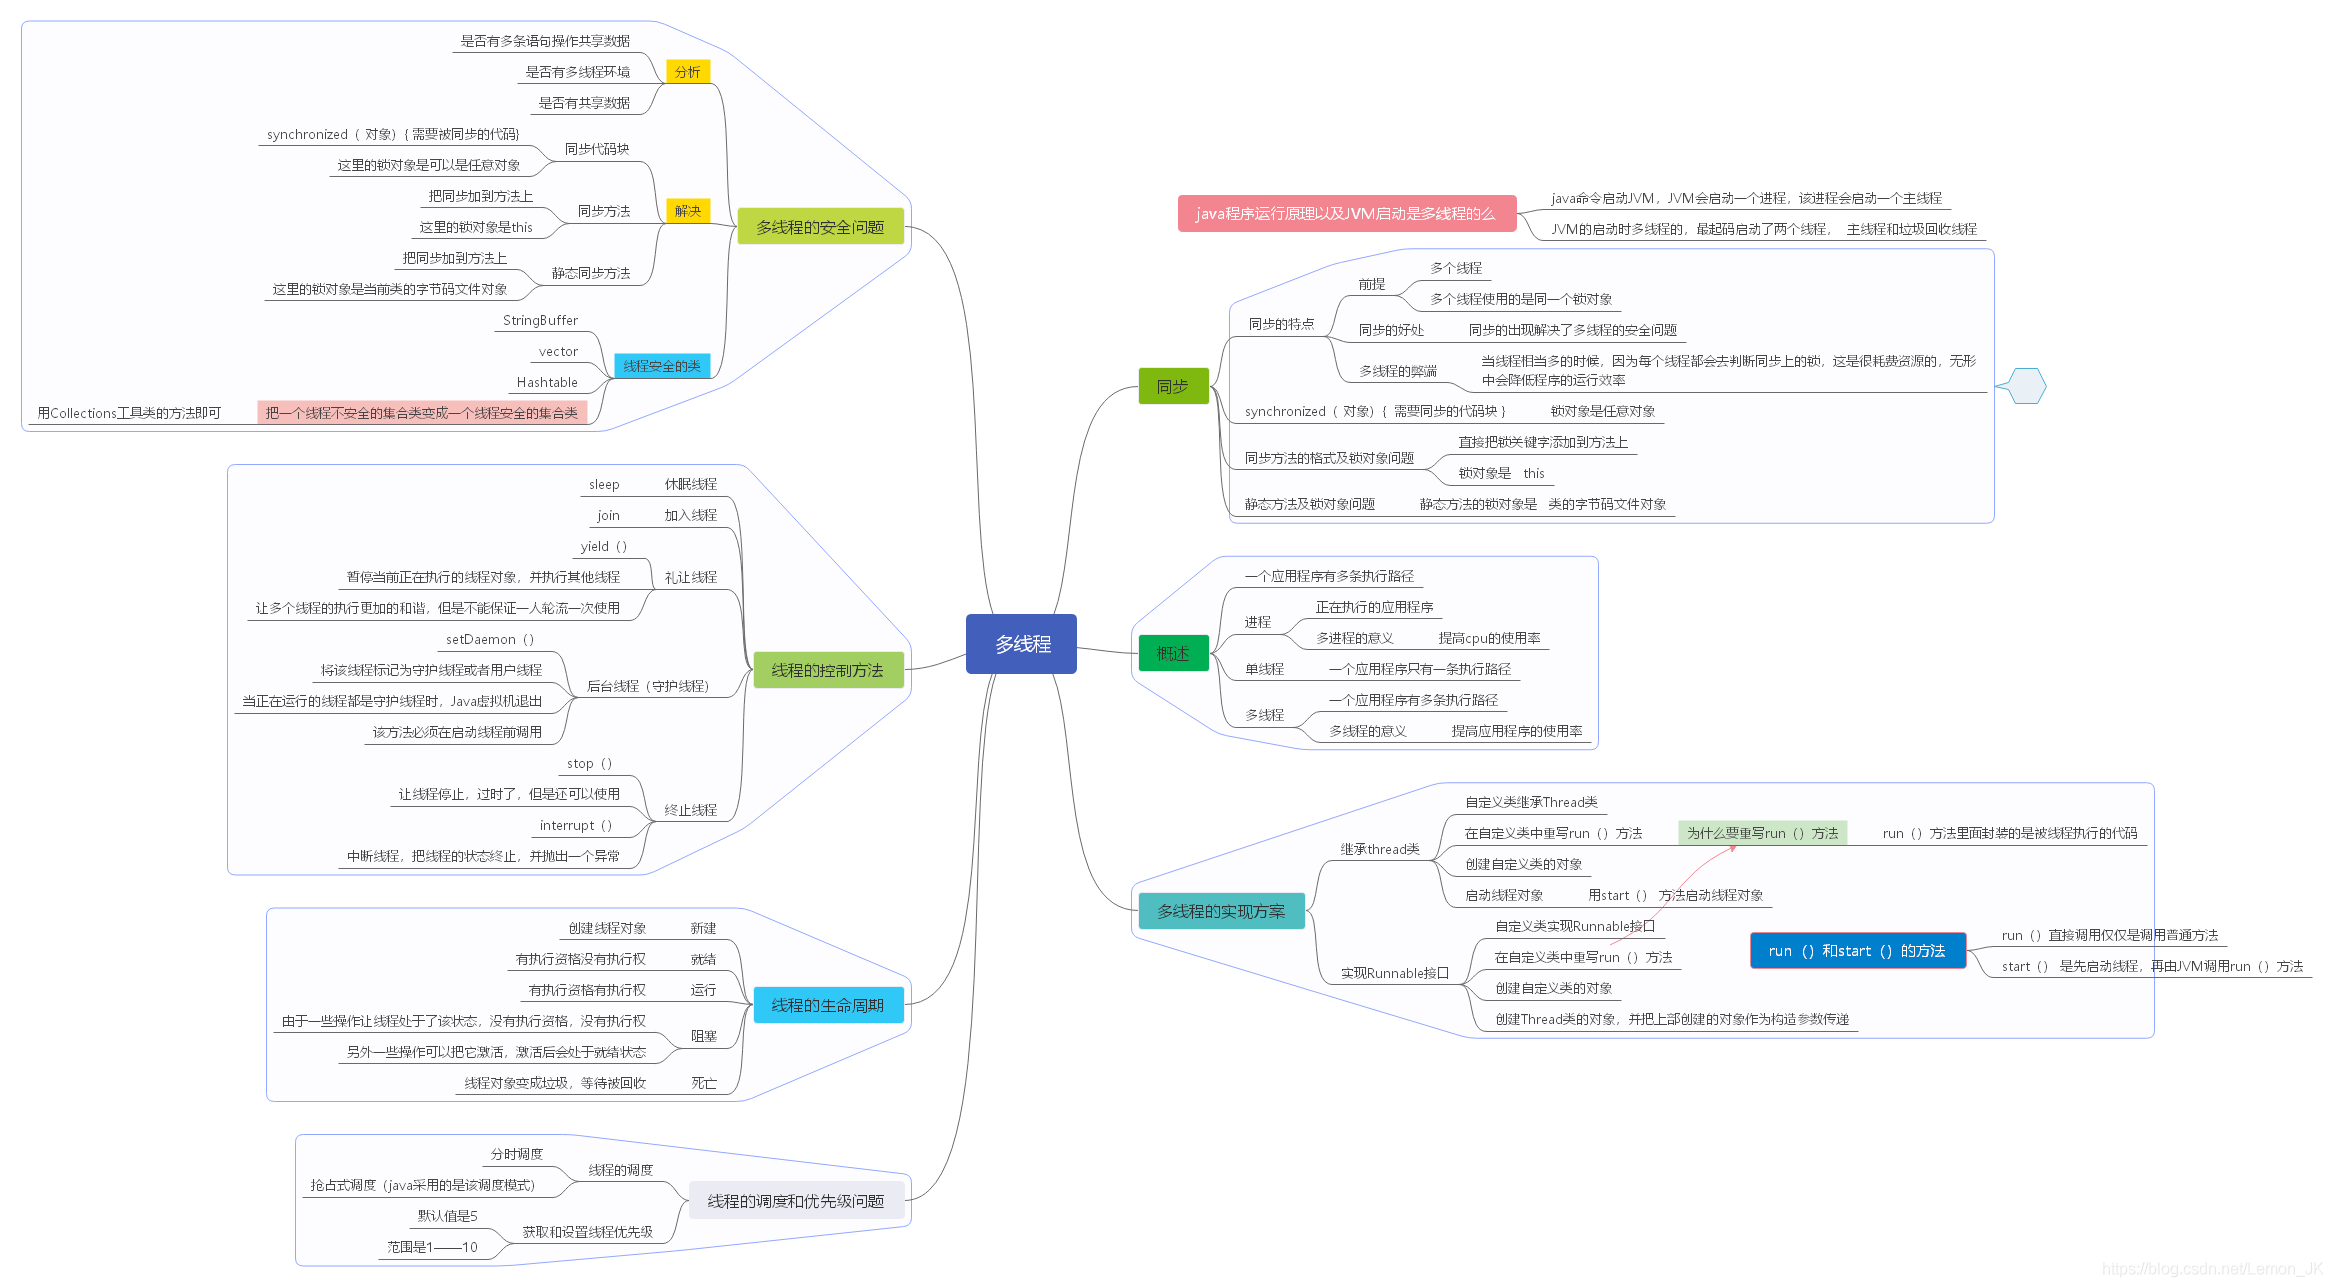 多线程
多线程的安全问题
分析
是否有多条语句操作共享数据
是否有多线程环境
是否有共享数据
解决
同步代码块
synchronized（ 对象）{ 需要被同步的代码}
这里的锁对象是可以是任意对象
同步方法
把同步加到方法上
这里的锁对象是this
静态同步方法
把同步加到方法上
这里的锁对象是当前类的字节码文件对象
线程安全的类
StringBuffer
vector
Hashtable
把一个线程不安全的集合类变成一个线程安全的集合类
用Collections工具类的方法即可
线程的控制方法
休眠线程
sleep
加入线程
join
礼让线程
yield（）
暂停当前正在执行的线程对象，并执行其他线程
让多个线程的执行更加的和谐，但是不能保证一人轮流一次使用
后台线程（守护线程）
setDaemon（）
将该线程标记为守护线程或者用户线程
当正在运行的线程都是守护线程时，Java虚拟机退出
该方法必须在启动线程前调用
终止线程
stop（）
让线程停止，过时了，但是还可以使用
interrupt（）
中断线程，把线程的状态终止，并抛出一个异常
线程的生命周期
新建
创建线程对象
就绪
有执行资格没有执行权
运行
有执行资格有执行权
阻塞
由于一些操作让线程处于了该状态，没有执行资格，没有执行权
另外一些操作可以把它激活，激活后会处于就绪状态
死亡
线程对象变成垃圾，等待被回收
线程的调度和优先级问题
线程的调度
分时调度
抢占式调度（java采用的是该调度模式）
获取和设置线程优先级
默认值是5
范围是1——10
java程序运行原理以及JVM启动是多线程的么
java命令启动JVM，JVM会启动一个进程，该进程会启动一个主线程
JVM的启动时多线程的，最起码启动了两个线程， 主线程和垃圾回收线程
同步
同步的特点
前提
多个线程
多个线程使用的是同一个锁对象
同步的好处
同步的出现解决了多线程的安全问题
多线程的弊端
当线程相当多的时候，因为每个线程都会去判断同步上的锁，这是很耗费资源的，无形
中会降低程序的运行效率
synchronized（ 对象）{ 需要同步的代码块 }
锁对象是任意对象
同步方法的格式及锁对象问题
直接把锁关键字添加到方法上
锁对象是 this
静态方法及锁对象问题
静态方法的锁对象是 类的字节码文件对象
概述
一个应用程序有多条执行路径
进程
正在执行的应用程序
多进程的意义
提高cpu的使用率
单线程
一个应用程序只有一条执行路径
多线程
一个应用程序有多条执行路径
多线程的意义
提高应用程序的使用率
多线程的实现方案
继承thread类
自定义类继承Thread类
在自定义类中重写run（）方法
为什么要重写run（）方法
run（）方法里面封装的是被线程执行的代码
创建自定义类的对象
启动线程对象
用start（） 方法启动线程对象
实现Runnable接口
自定义类实现Runnable接口
在自定义类中重写run（）方法
创建自定义类的对象
创建Thread类的对象，并把上部创建的对象作为构造参数传递
run（）和start（）的方法
run（）直接调用仅仅是调用普通方法
start（） 是先启动线程，再由JVM调用run（）方法
https://blog.csdn.net/Lemon_JK